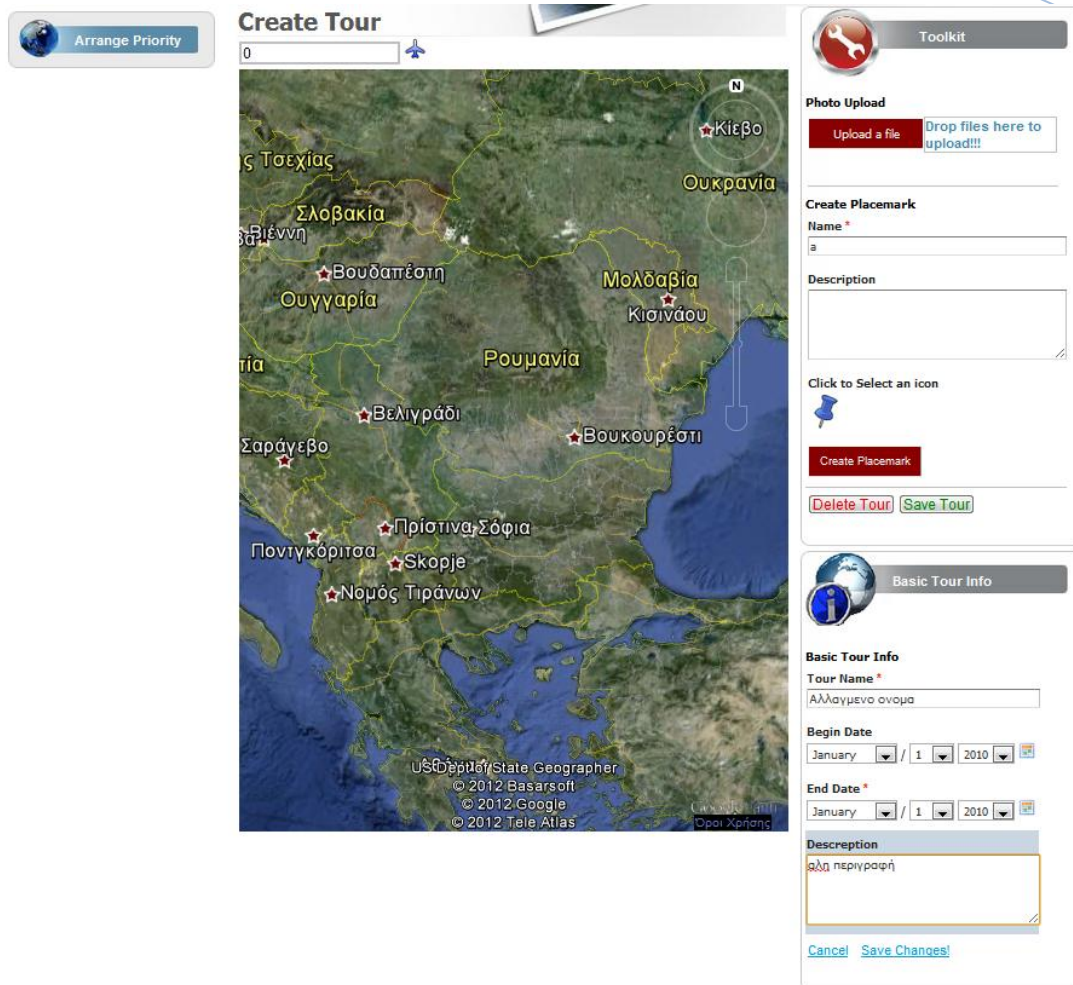 Arrange Priority
Create Tour
0
N
Κίεβο
ς Τσεχίας
Ουκρανία
Σλοβακία
Βιέννη
Βουδαπέστη
Ουγγαρία
Μολδαβία
Κισινάου
Ρουμανία
τία
Βελιγράδι
Βουκουρέστι
Σαράγεβο
Πρίστινα
Σόφια
Ποντγκόριτσα
Skopje
Νομός Τιράνων
US Dept of State Geographer
© 2012 Basarsoft
© 2012 Google
© 2012 Tele Atlas
Όροι Χρήσης
Toolkit
Photo Upload
Upload a file
Drop files here to
upload!!!
Create Placemark
Name *
a
Description
Click to Select an icon
Create Placemark
Delete Tour Save Tour
Basic Tour Info
Basic Tour Info
Tour Name *
Αλλαγμενο ονομα
Begin Date
January / 1 2010
End Date *
January / 1 2010
Descreption
αλη περιγραφή
Cancel Save Changes!